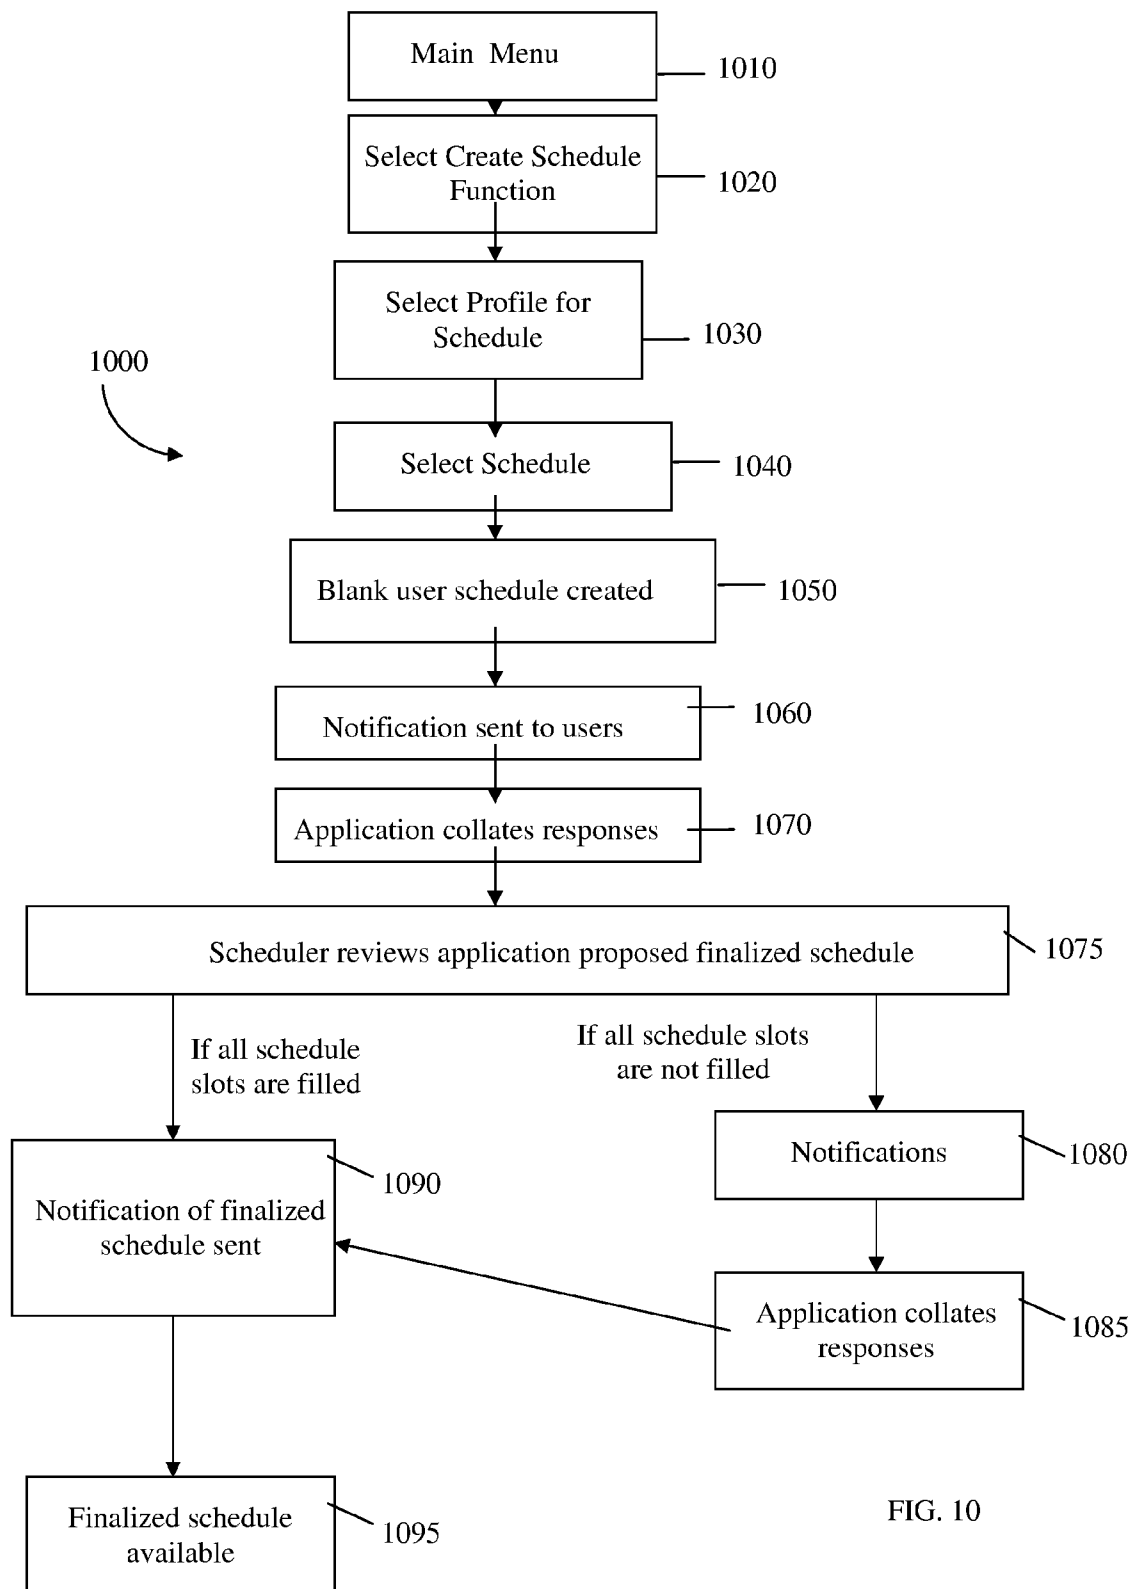 Main Menu
1010
Select Create Schedule
Function
1020
Select Profile for
Schedule
1030
1000
Select Schedule
1040
Blank user schedule created
1050
Notification sent to users
1060
Application collates responses
1070
Scheduler reviews application proposed finalized schedule
1075
If all schedule
slots are filled
If all schedule slots
are not filled
Notifications
1080
1090
Notification of finalized
schedule sent
Application collates
responses
1085
Finalized schedule
available
1095
FIG. 10